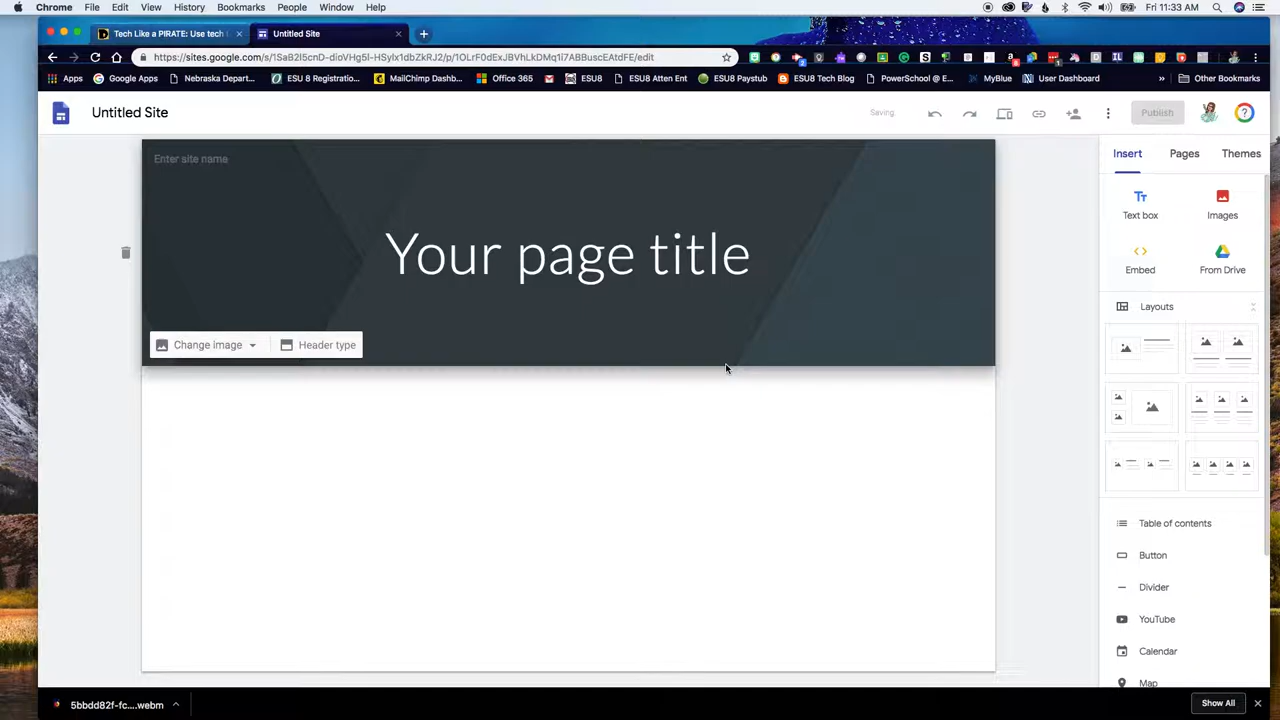 Chrome File Edit View History Bookmarks People Window Help Fri 11:33 AM
Tech Like a PIRATE: Use tech Untitled Site
https://sites.google.com/s/1SaB2I5cnD-dioVHg5l-HSylx1dbZkRJ2/p/1OLrF0dExJBVhLkDMq1i7ABBuscEAtdFE/edit
Apps Google Apps Nebraska Depart... ESU 8 Registratio... MailChimp Dashb... Office 365 ESU8 ESU8 Atten Ent ESU8 Paystub ESU8 Tech Blog PowerSchool @ E... MyBlue User Dashboard » Other Bookmarks
Untitled Site Saving Publish
Insert Pages Themes
Enter site name
Your page title
Change image Header type
Text box Images
Embed From Drive
Layouts
Table of contents
Button
Divider
YouTube
Calendar
Map
5bbdd82f-fc....webm Show All